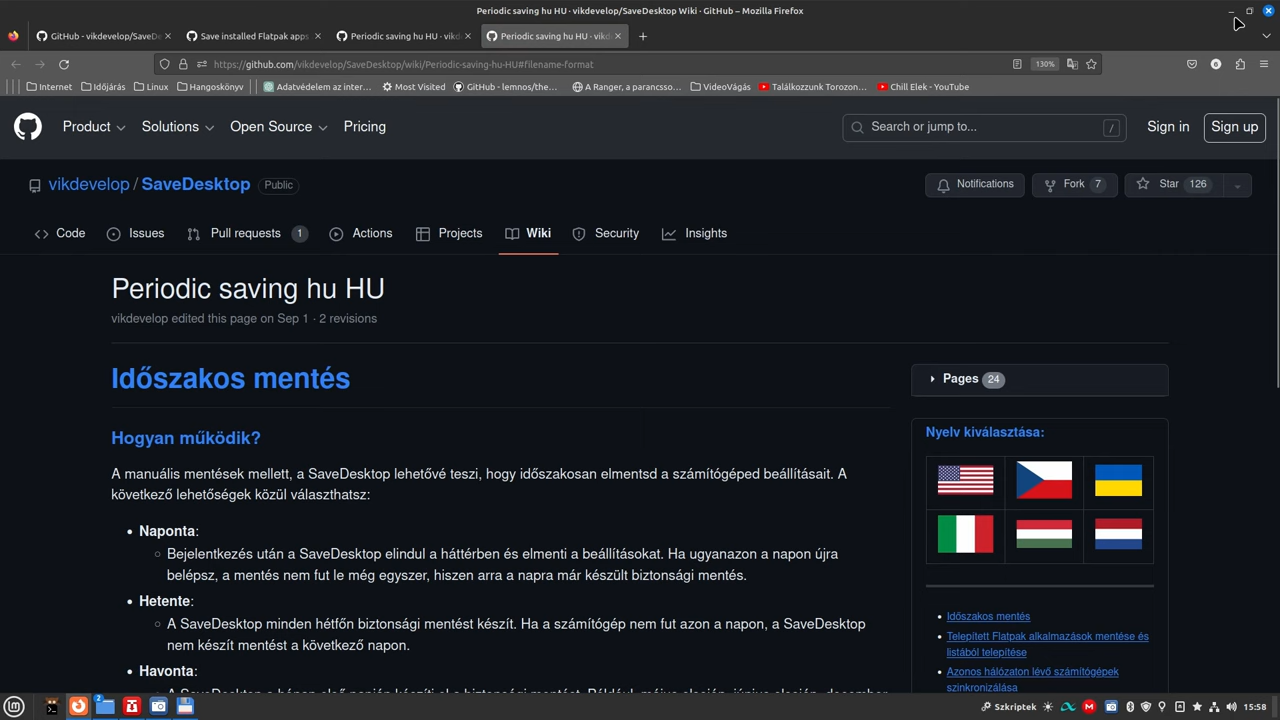 Periodic saving hu HU · vikdevelop/SaveDesktop Wiki · GitHub – Mozilla Firefox
GitHub - vikdevelop/SaveDe
Save installed Flatpak apps
Periodic saving hu HU · vikd
Periodic saving hu HU · vikd
https://github.com/vikdevelop/SaveDesktop/wiki/Periodic-saving-hu-HU#filename-format
130%
Internet
Időjárás
Linux
Hangoskönyv
Adatvédelem az inter...
Most Visited
GitHub - lemnos/the...
A Ranger, a parancsso...
VideoVágás
Találkozzunk Torozon...
Chill Elek - YouTube
Product
Solutions
Open Source
Pricing
Search or jump to...
/
Sign in
Sign up
vikdevelop / SaveDesktop
Public
Notifications
Fork 7
Star 126
Code
Issues
Pull requests 1
Actions
Projects
Wiki
Security
Insights
Periodic saving hu HU
vikdevelop edited this page on Sep 1 · 2 revisions
Időszakos mentés
Hogyan működik?
A manuális mentések mellett, a SaveDesktop lehetővé teszi, hogy időszakosan elmentsd a számítógéped beállításait. A
következő lehetőségek közül választhatsz:
Naponta:
Bejelentkezés után a SaveDesktop elindul a háttérben és elmenti a beállításokat. Ha ugyanazon a napon újra
belépsz, a mentés nem fut le még egyszer, hiszen arra a napra már készült biztonsági mentés.
Hetente:
A SaveDesktop minden hétfőn biztonsági mentést készít. Ha a számítógép nem fut azon a napon, a SaveDesktop
nem készít mentést a következő napon.
Havonta:
Pages 24
Nyelv kiválasztása:
Időszakos mentés
Telepített Flatpak alkalmazások mentése és
listából telepítése
Azonos hálózaton lévő számítógépek
szinkronizálása
2
Szkriptek
15:58